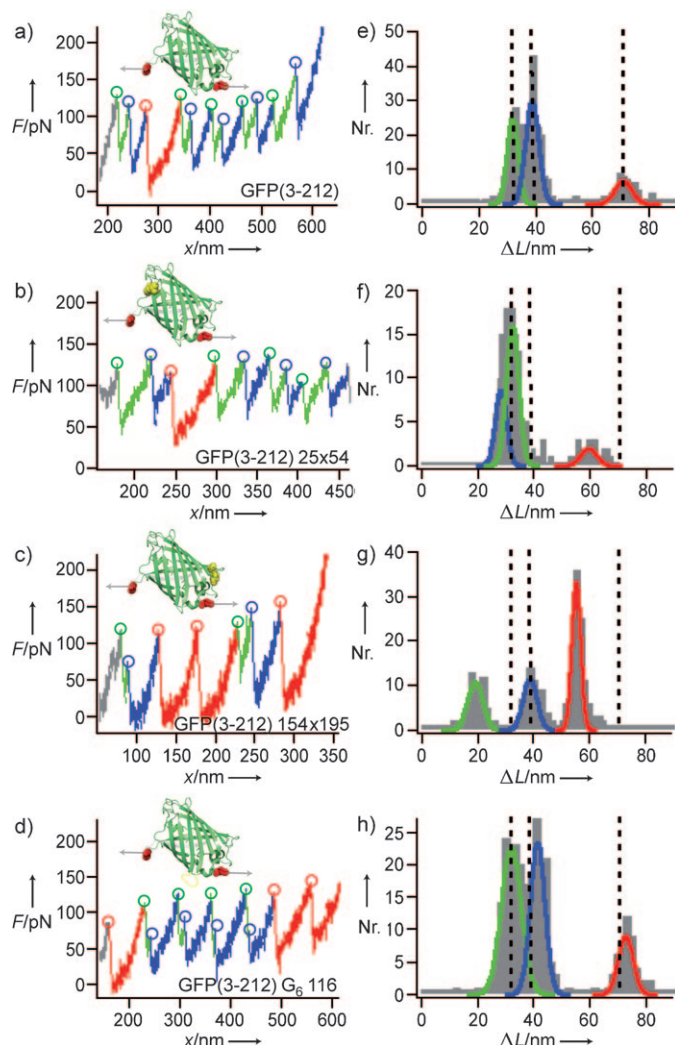 a)
200
150
F/pN
100
50
0
GFP(3-212)
200 300 400 500 600
x/nm
e)
50
40
30
Nr.
20
10
0
0 20 40 60 80
ΔL/nm
b)
200
150
F/pN
100
50
0
GFP(3-212) 25x54
200 250 300 350 400 450
x/nm
f)
20
15
Nr.
10
5
0
0 20 40 60 80
ΔL/nm
c)
200
150
F/pN
100
50
0
GFP(3-212) 154x195
100 150 200 250 300 350
x/nm
g)
40
30
Nr.
20
10
0
0 20 40 60 80
ΔL/nm
d)
200
150
F/pN
100
50
0
GFP(3-212) G₆ 116
200 300 400 500 600
x/nm
h)
25
20
Nr.
15
10
5
0
0 20 40 60 80
ΔL/nm